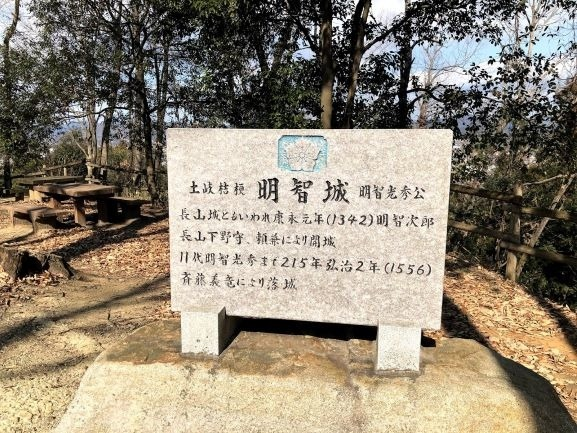 土岐桔梗 明智城 明智光秀公
長山城ともいわれ康永元年(1342)明智次郎
長山下野守、頼兼により開城
11代明智光秀まで215年弘治2年(1556)
斉藤義竜により落城